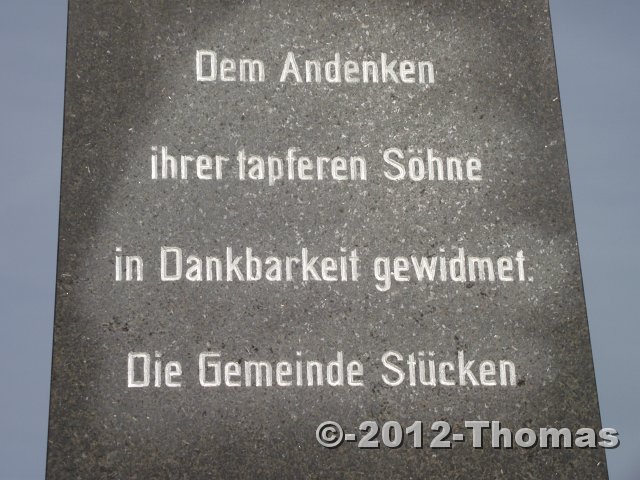 Dem Andenken
ihrer tapferen Söhne
in Dankbarkeit gewidmet.
Die Gemeinde Stücken
©-2012-Thomas